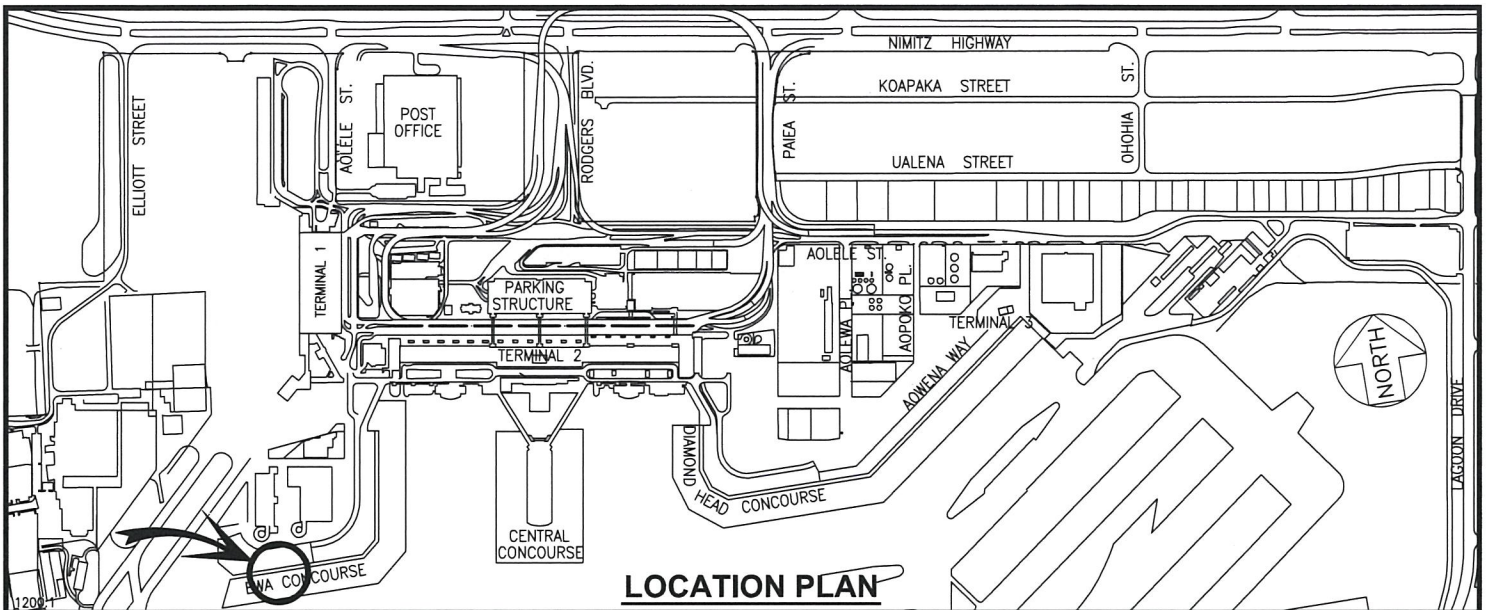 NIMITZ HIGHWAY
KOAPAKA STREET
UALENA STREET
ELLIOTT STREET
AOLELE ST.
POST
OFFICE
RODGERS BLVD.
PAIEA ST.
OHOHIA ST.
TERMINAL 1
PARKING
STRUCTURE
TERMINAL 2
AOLELE ST.
AOLEWA PL.
AOPOKO PL.
TERMINAL 3
AOWENA WAY
NORTH
LAGOON DRIVE
DIAMOND
HEAD CONCOURSE
CENTRAL
CONCOURSE
EWA CONCOURSE
LOCATION PLAN
1200.1